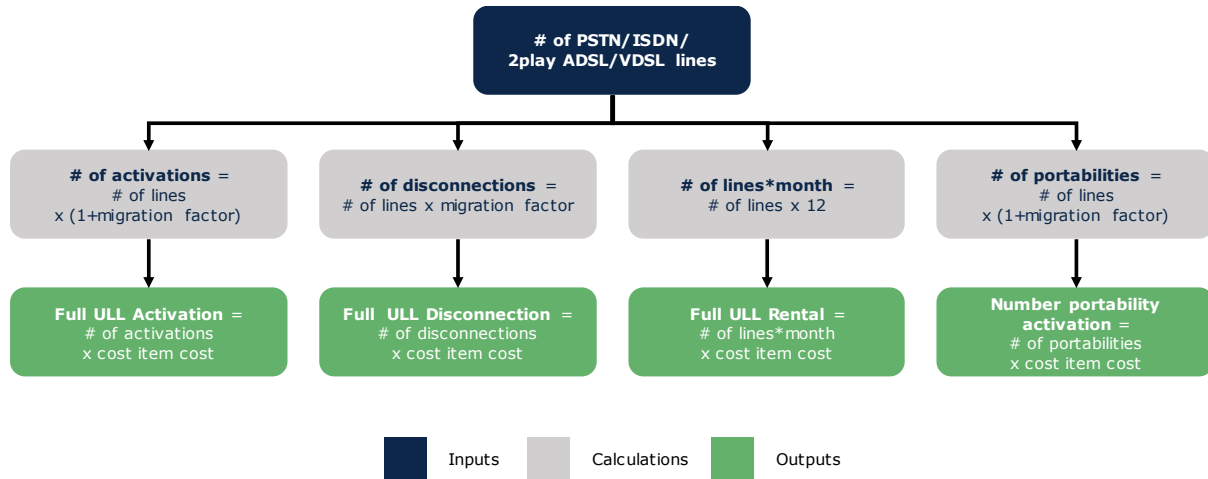 # of PSTN/ISDN/
2play ADSL/VDSL lines
# of activations =
# of lines
x (1+migration factor)
# of disconnections =
# of lines x migration factor
# of lines*month =
# of lines x 12
# of portabilities =
# of lines
x (1+migration factor)
Full ULL Activation =
# of activations
x cost item cost
Full ULL Disconnection =
# of disconnections
x cost item cost
Full ULL Rental =
# of lines*month
x cost item cost
Number portability
activation =
# of portabilities
x cost item cost
Inputs
Calculations
Outputs